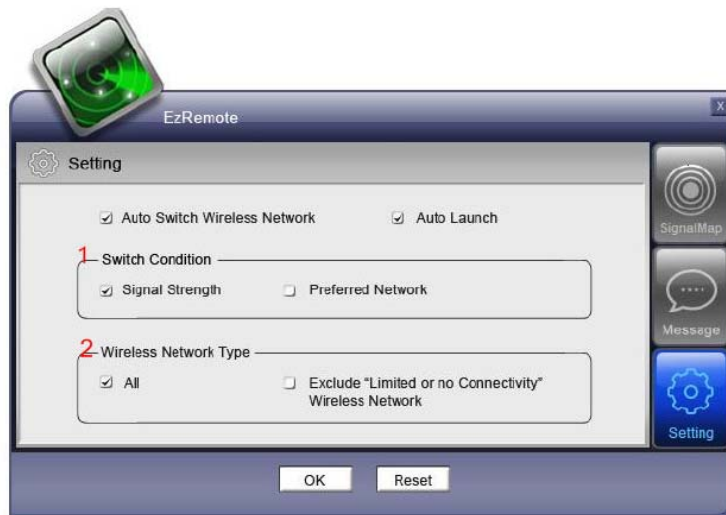 EzRemote
X
Setting
Auto Switch Wireless Network
Auto Launch
1
Switch Condition
Signal Strength
Preferred Network
2
Wireless Network Type
All
Exclude “Limited or no Connectivity”
Wireless Network
SignalMap
Message
Setting
OK
Reset